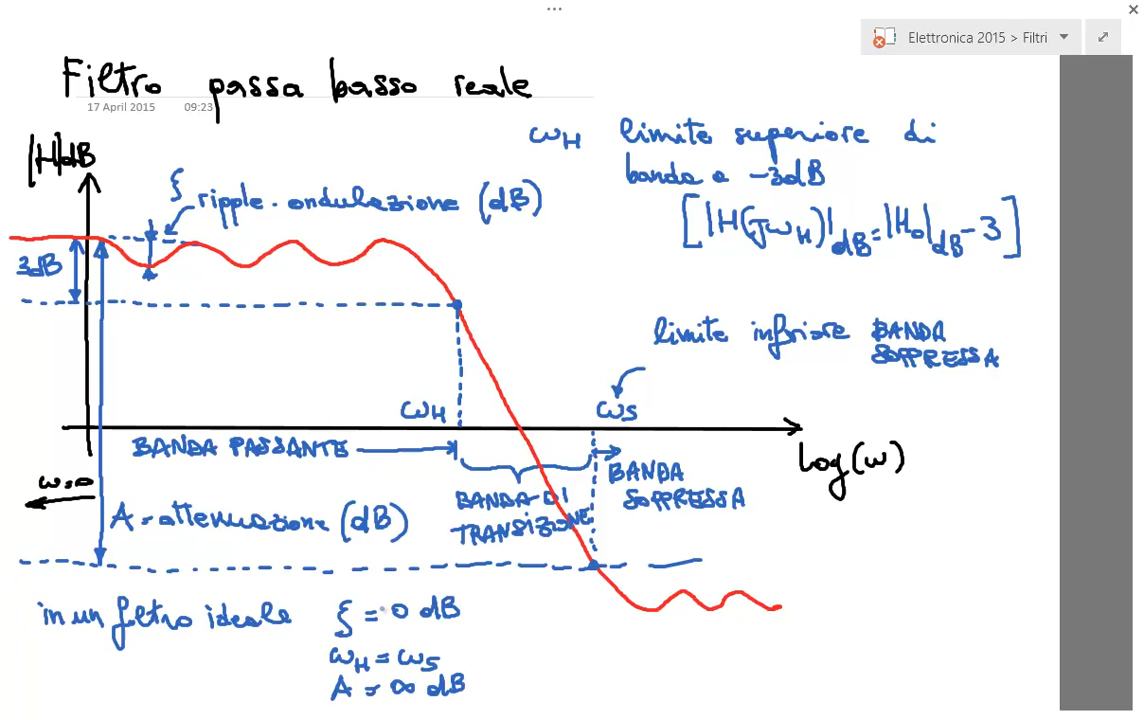 Elettronica 2015 > Filtri
Filtro passa basso reale
17 April 2015 09:23
|H|dB
ξ
ripple. ondulazione (dB)
ωH limite superiore di
banda a -3dB
[|H(jωH)|dB=|H0|dB-3]
3dB
limite inferiore BANDA
SOPPRESSA
ωH
ωS
BANDA PASSANTE
log(ω)
ω=0
BANDA DI
TRANSIZIONE
BANDA
SOPPRESSA
A = attenuazione (dB)
in un filtro ideale ξ = 0 dB
ωH = ωS
A = ∞ dB